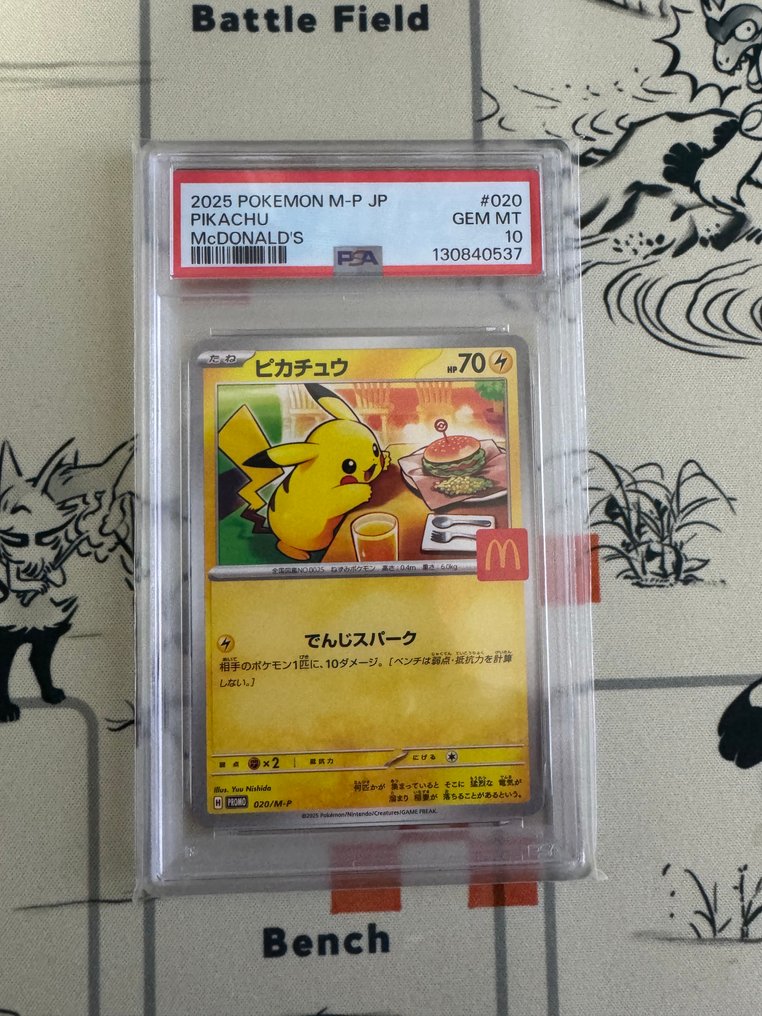 Battle Field
2025 POKEMON M-P JP #020
PIKACHU GEM MT
McDONALD'S 10
PSA 130840537
たね ピカチュウ HP 70
全国図鑑NO.0025 ねずみポケモン 高さ:0.4m 重さ:6.0kg
でんじスパーク
相手のポケモン1匹に、10ダメージ。[ベンチは弱点・抵抗力を計算
しない。]
弱点 ×2 抵抗力 にげる
Illus. Yuu Nishida
何匹かが 集まっていると そこに 猛烈な 電気が
溜まり 稲妻が 落ちることがあるという。
H PROMO 020/M-P
©2025 Pokémon/Nintendo/Creatures/GAME FREAK.
Bench